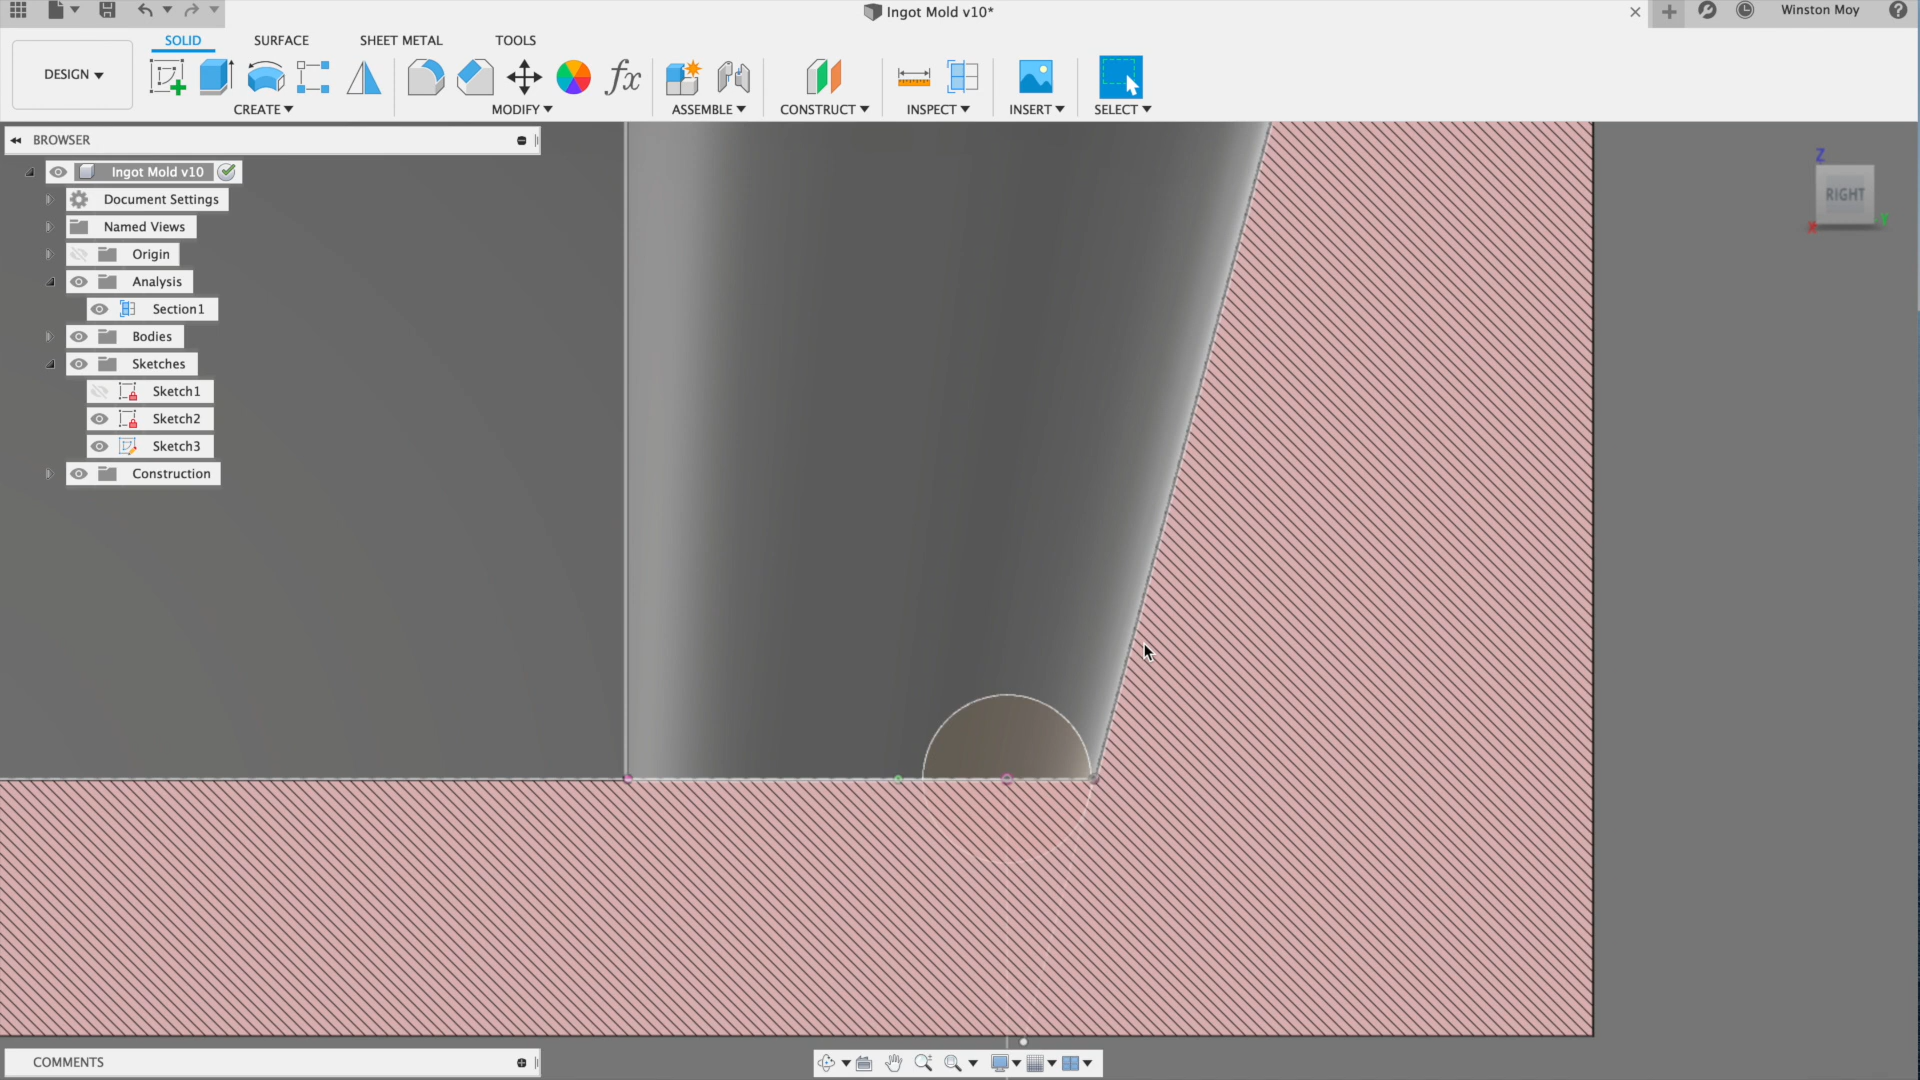 Ingot Mold v10*
Winston Moy
SOLID
SURFACE
SHEET METAL
TOOLS
DESIGN
fx
CREATE
MODIFY
ASSEMBLE
CONSTRUCT
INSPECT
INSERT
SELECT
BROWSER
Ingot Mold v10
Document Settings
Named Views
Origin
Analysis
Section1
Bodies
Sketches
Sketch1
Sketch2
Sketch3
Construction
Z
RIGHT
X
Y
COMMENTS